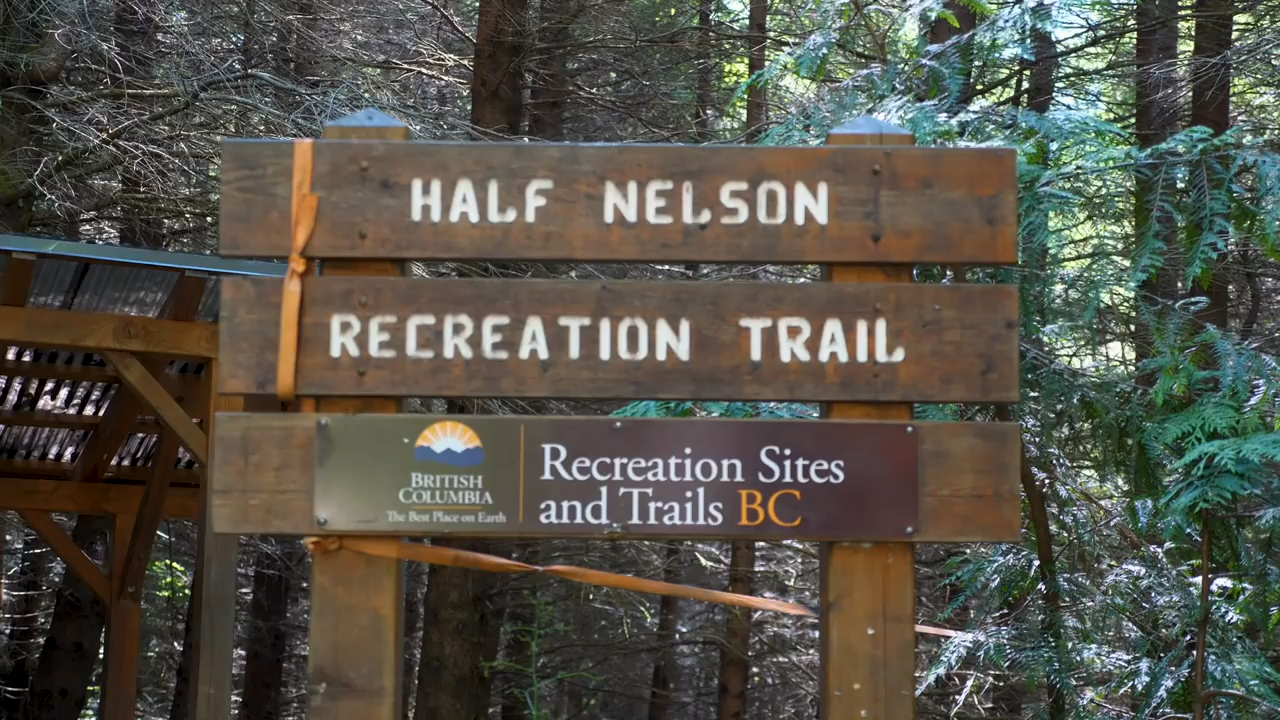 HALF NELSON
RECREATION TRAIL
BRITISH
COLUMBIA
The Best Place on Earth
Recreation Sites
and Trails BC